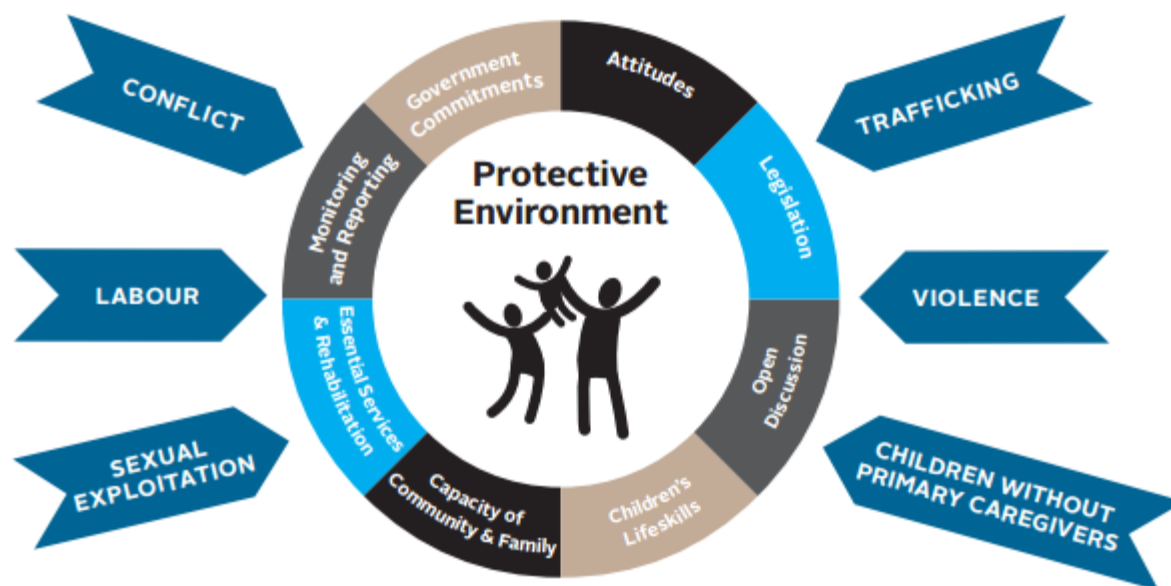 CONFLICT
LABOUR
SEXUAL
EXPLOITATION
Government
Commitments
Attitudes
Legislation
Open
Discussion
Children's
Lifeskills
Capacity of
Community & Family
Essential Services
& Rehabilitation
Monitoring
and Reporting
Protective
Environment
TRAFFICKING
VIOLENCE
CHILDREN WITHOUT
PRIMARY CAREGIVERS